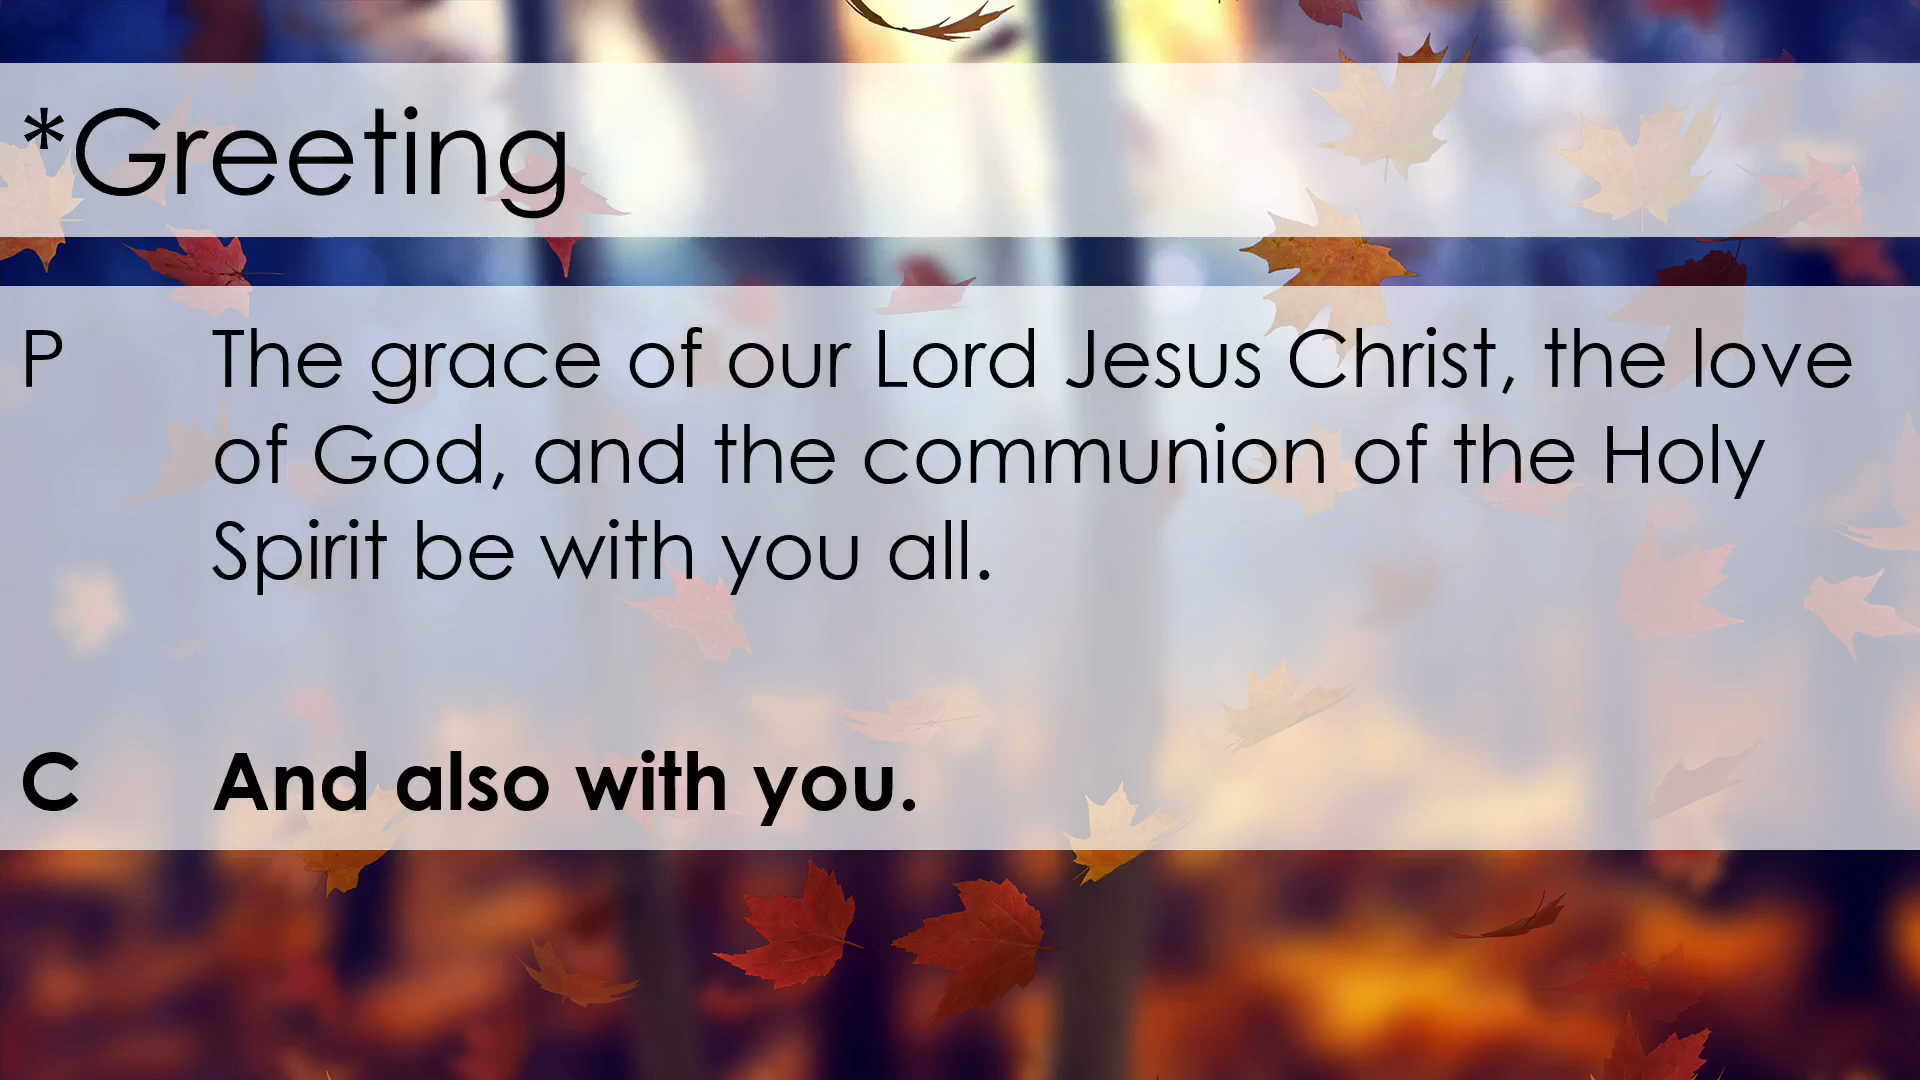 *Greeting
P The grace of our Lord Jesus Christ, the love
of God, and the communion of the Holy
Spirit be with you all.
C And also with you.